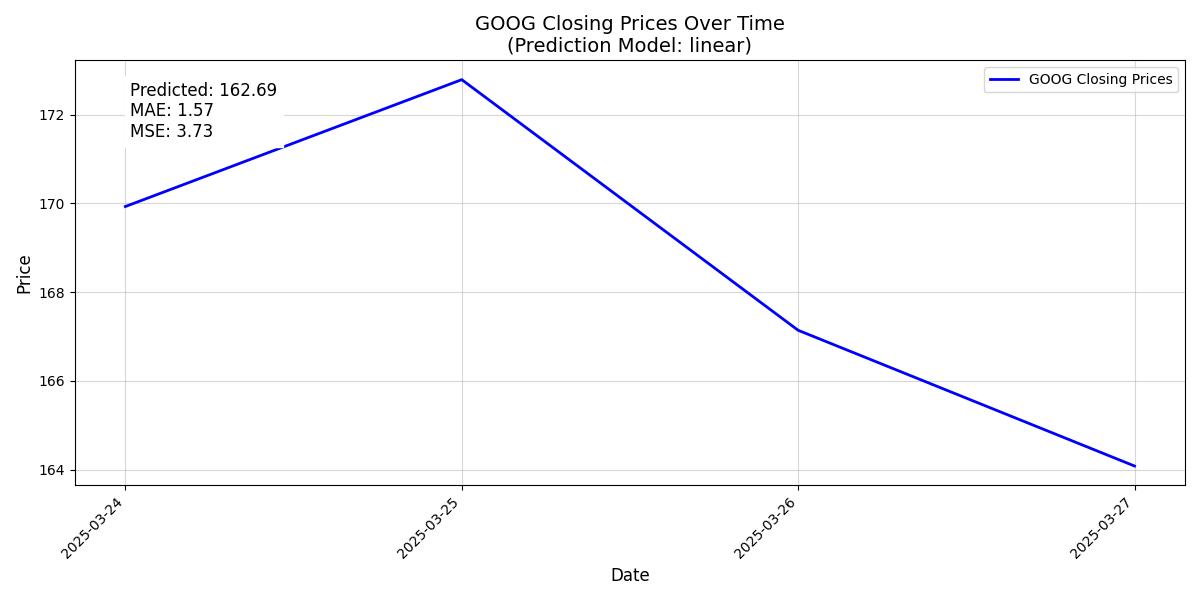 GOOG Closing Prices Over Time
(Prediction Model: linear)
Predicted: 162.69
MAE: 1.57
MSE: 3.73
GOOG Closing Prices
Price
172
170
168
166
164
2025-03-24
2025-03-25
2025-03-26
2025-03-27
Date